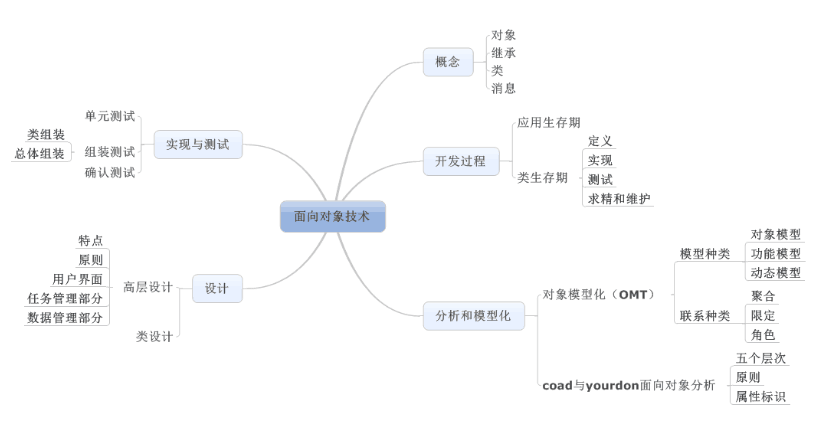 面向对象技术
概念
对象
继承
类
消息
开发过程
应用生存期
类生存期
定义
实现
测试
求精和维护
分析和模型化
对象模型化（OMT）
模型种类
对象模型
功能模型
动态模型
联系种类
聚合
限定
角色
coad与yourdon面向对象分析
五个层次
原则
属性标识
实现与测试
单元测试
组装测试
类组装
总体组装
确认测试
设计
高层设计
特点
原则
用户界面
任务管理部分
数据管理部分
类设计